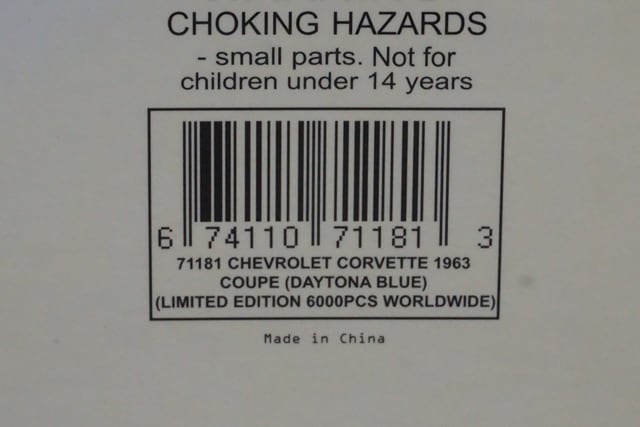 CHOKING HAZARDS
- small parts. Not for
children under 14 years
6 74110 71181 3
71181 CHEVROLET CORVETTE 1963
COUPE (DAYTONA BLUE)
(LIMITED EDITION 6000PCS WORLDWIDE)
Made in China